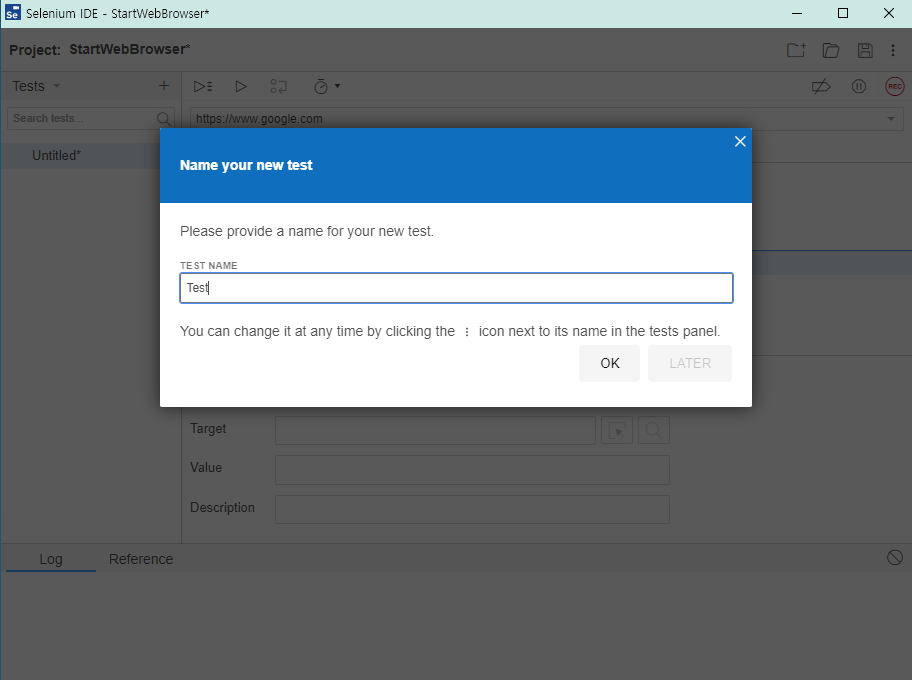 Selenium IDE - StartWebBrowser*
Project: StartWebBrowser*
Tests
Search tests...
https://www.google.com
Untitled*
Name your new test
Please provide a name for your new test.
TEST NAME
Test
You can change it at any time by clicking the ⋮ icon next to its name in the tests panel.
OK LATER
Target
Value
Description
Log Reference
REC